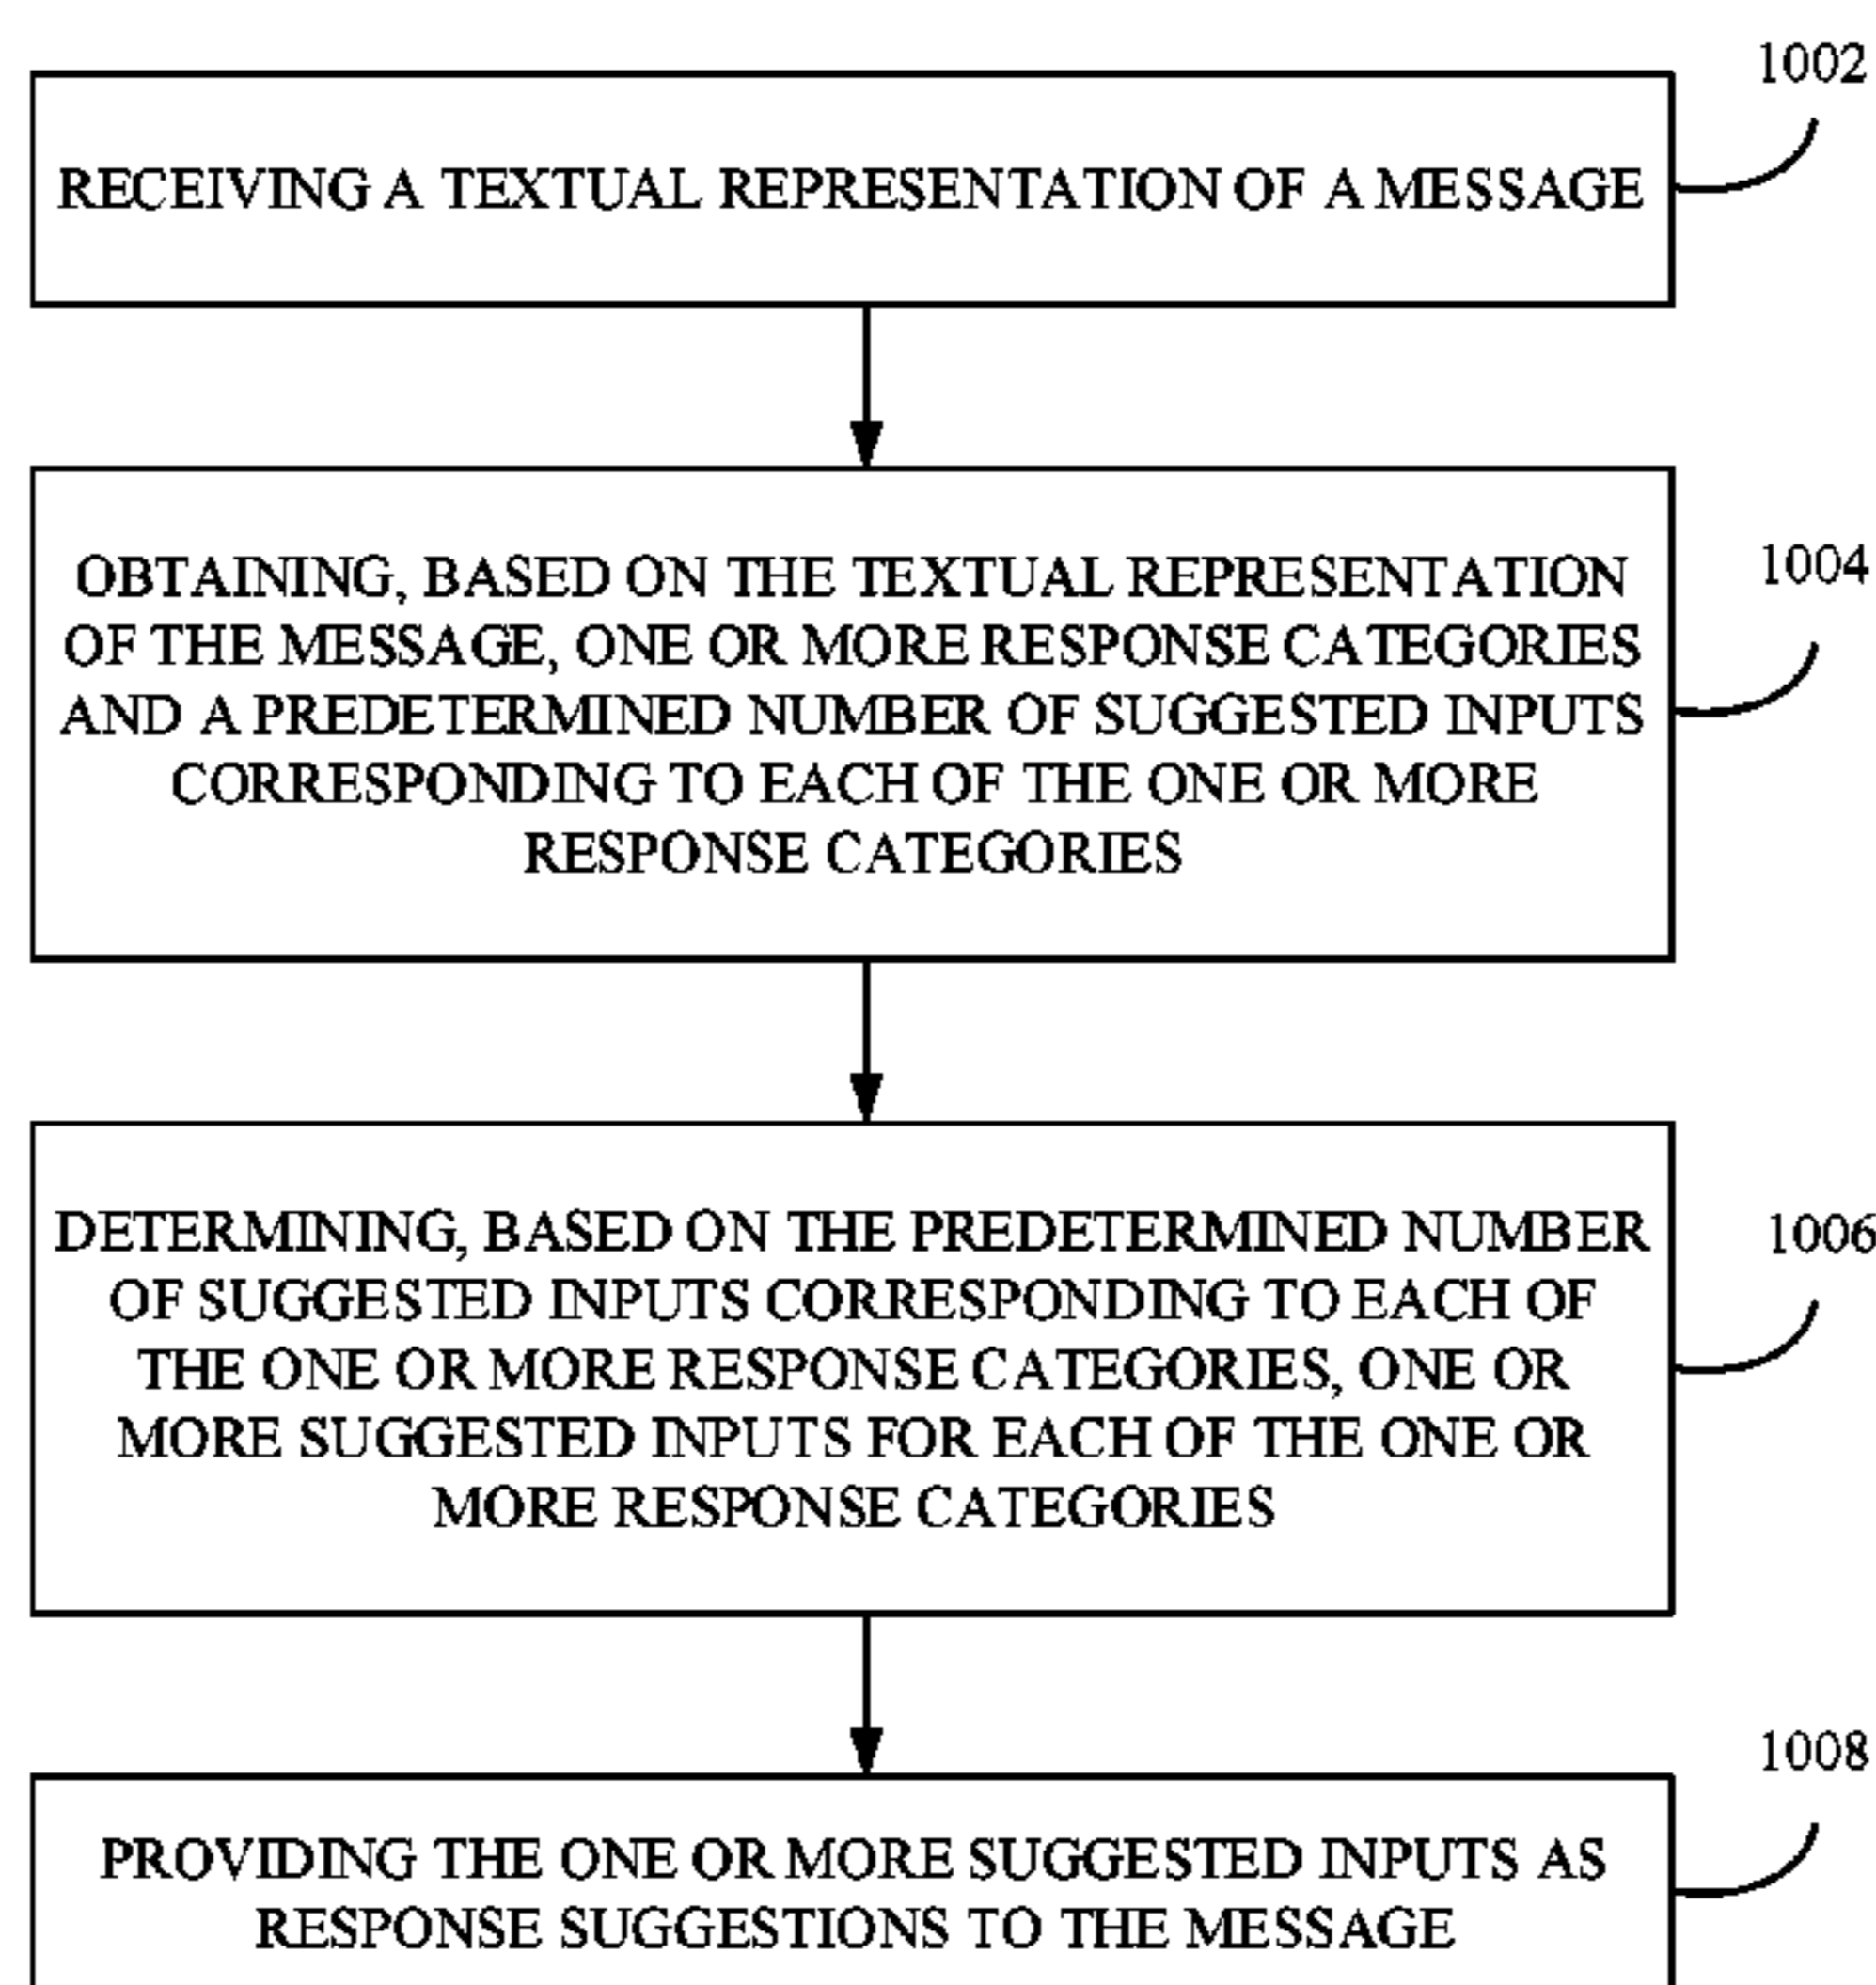 1002
RECEIVING A TEXTUAL REPRESENTATION OF A MESSAGE
1004
OBTAINING, BASED ON THE TEXTUAL REPRESENTATION
OF THE MESSAGE, ONE OR MORE RESPONSE CATEGORIES
AND A PREDETERMINED NUMBER OF SUGGESTED INPUTS
CORRESPONDING TO EACH OF THE ONE OR MORE
RESPONSE CATEGORIES
1006
DETERMINING, BASED ON THE PREDETERMINED NUMBER
OF SUGGESTED INPUTS CORRESPONDING TO EACH OF
THE ONE OR MORE RESPONSE CATEGORIES, ONE OR
MORE SUGGESTED INPUTS FOR EACH OF THE ONE OR
MORE RESPONSE CATEGORIES
1008
PROVIDING THE ONE OR MORE SUGGESTED INPUTS AS
RESPONSE SUGGESTIONS TO THE MESSAGE